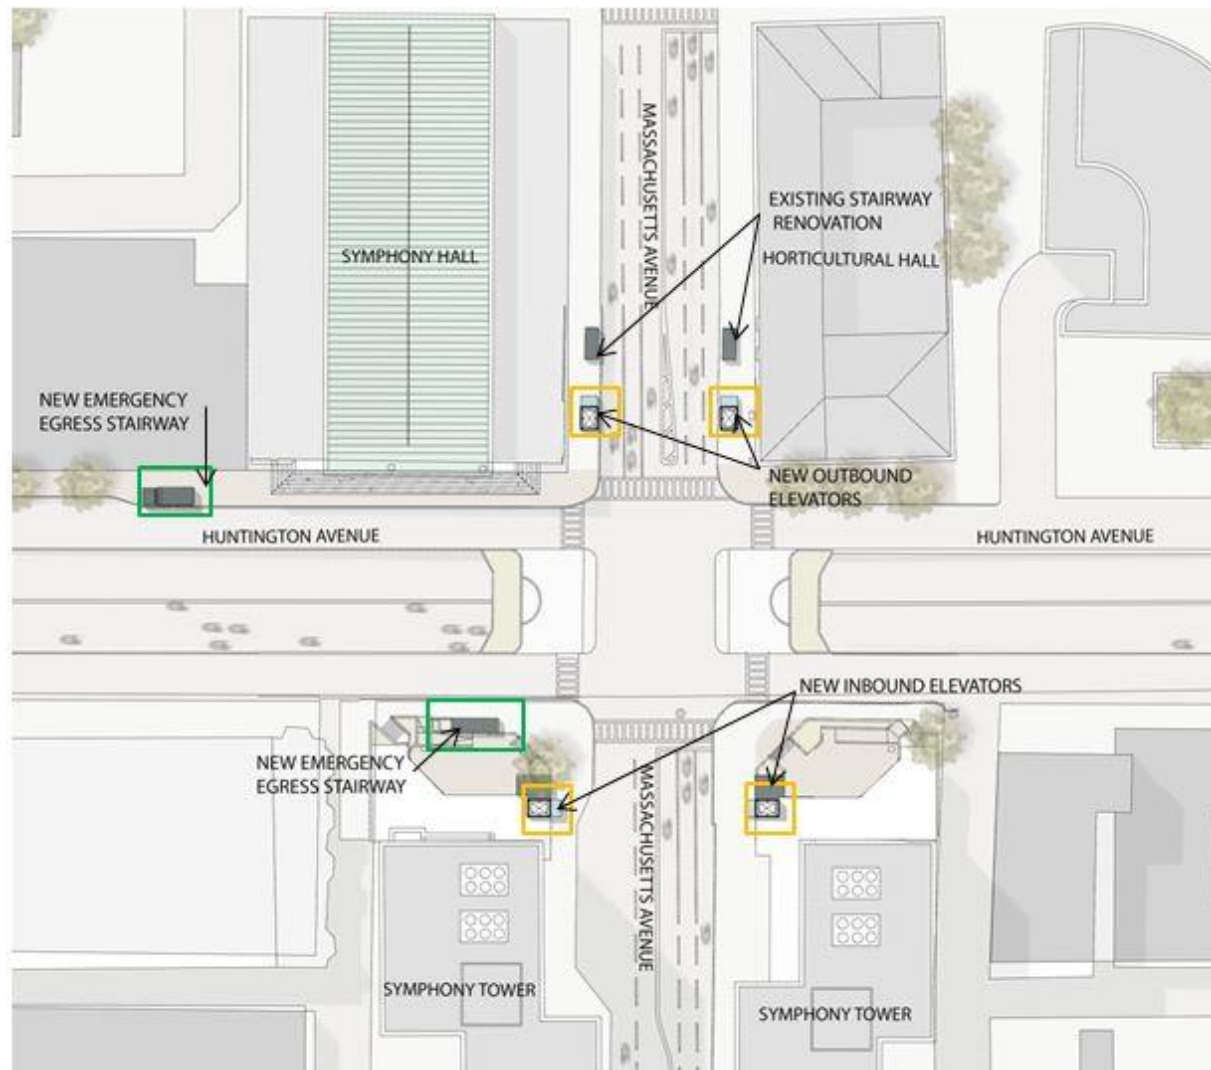 MASSACHUSETTS AVENUE
EXISTING STAIRWAY
RENOVATION
SYMPHONY HALL
HORTICULTURAL HALL
NEW EMERGENCY
EGRESS STAIRWAY
NEW OUTBOUND
ELEVATORS
HUNTINGTON AVENUE
HUNTINGTON AVENUE
NEW INBOUND ELEVATORS
NEW EMERGENCY
EGRESS STAIRWAY
MASSACHUSETTS AVENUE
SYMPHONY TOWER
SYMPHONY TOWER